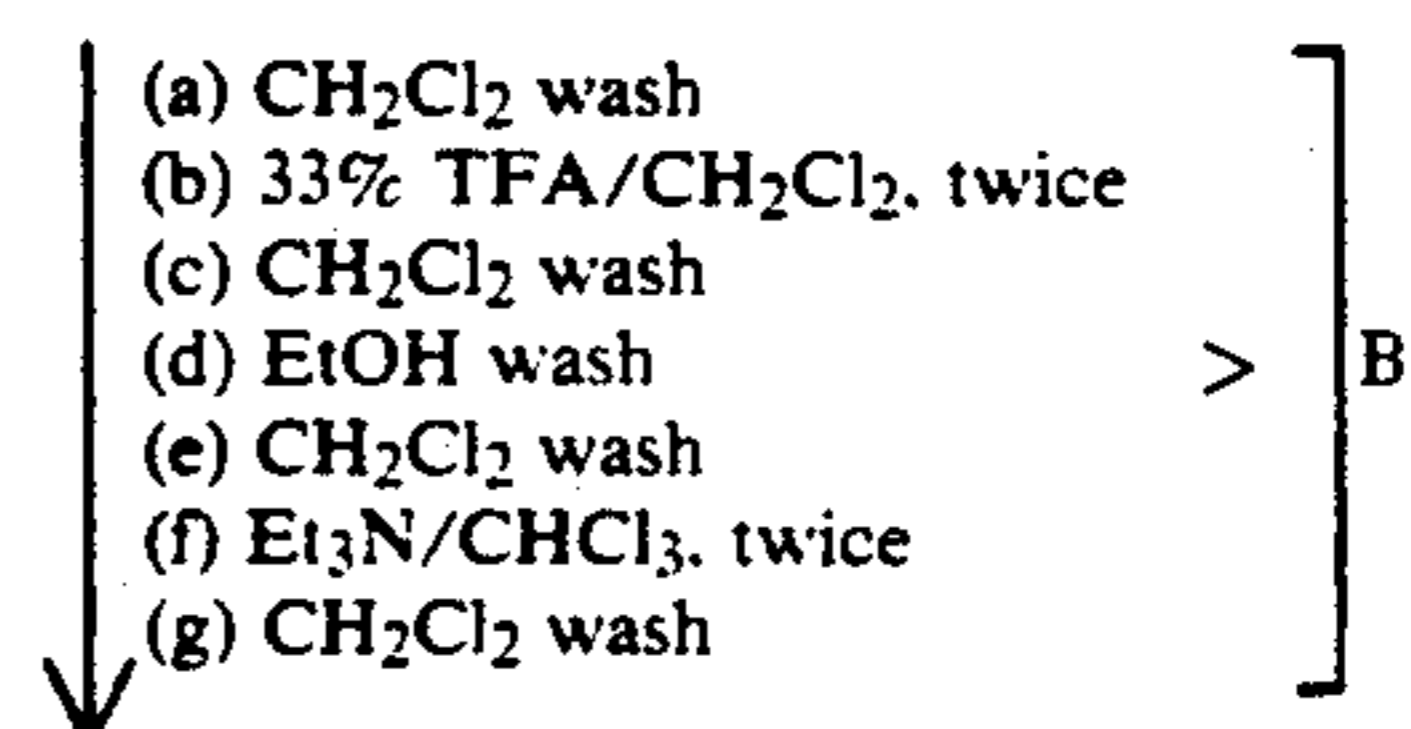 (a) CH₂Cl₂ wash
(b) 33% TFA/CH₂Cl₂. twice
(c) CH₂Cl₂ wash
(d) EtOH wash > B
(e) CH₂Cl₂ wash
(f) Et₃N/CHCl₃. twice
(g) CH₂Cl₂ wash